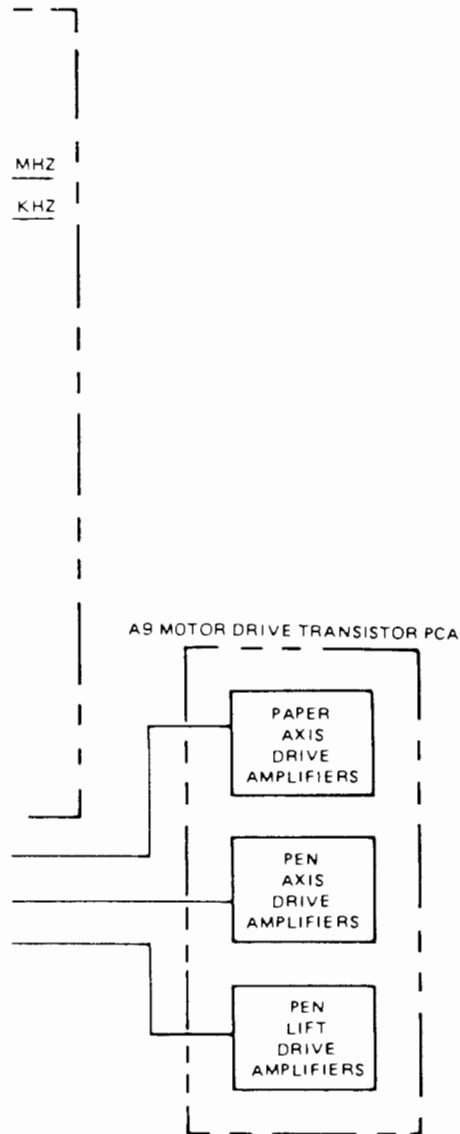 MHZ
KHZ
A9 MOTOR DRIVE TRANSISTOR PCA
PAPER
AXIS
DRIVE
AMPLIFIERS
PEN
AXIS
DRIVE
AMPLIFIERS
PEN
LIFT
DRIVE
AMPLIFIERS